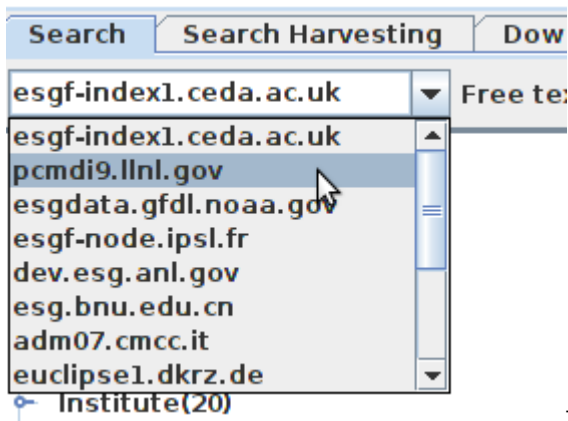 Search Search Harvesting Dow
esgf-index1.ceda.ac.uk Free tex
esgf-index1.ceda.ac.uk
pcmdi9.llnl.gov
esgdata.gfdl.noaa.gov
esgf-node.ipsl.fr
dev.esg.anl.gov
esg.bnu.edu.cn
adm07.cmcc.it
euclipse1.dkrz.de
Institute(20)